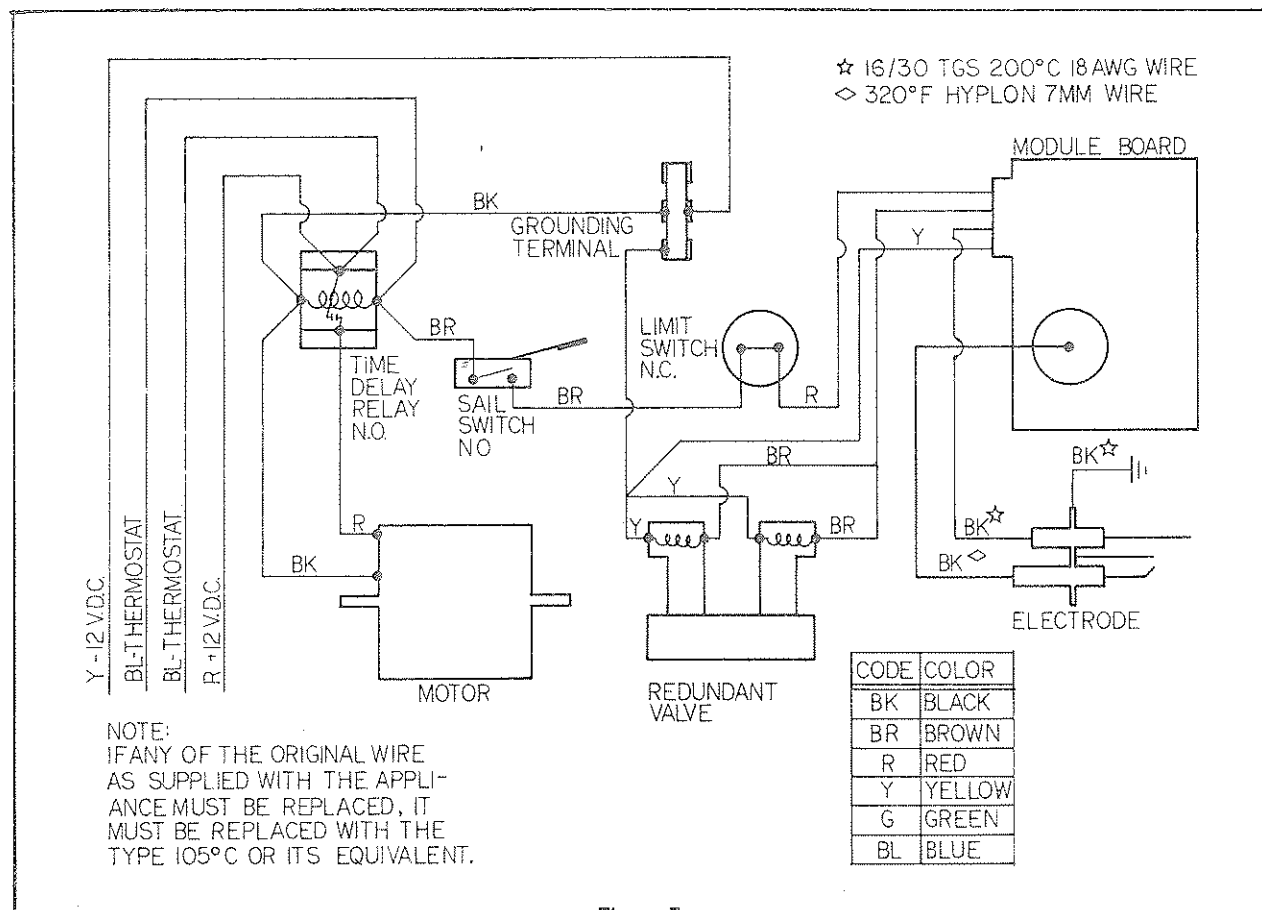 ☆ 16/30 TGS 200°C 18 AWG WIRE
◇ 320°F HYPLON 7MM WIRE
MODULE BOARD
BK
GROUNDING
TERMINAL
Y
BR
LIMIT
SWITCH
N.C.
TIME
DELAY
RELAY
N.O.
SAIL
SWITCH
NO
BR
R
BK☆
BR
Y
R
Y
BR
BK☆
BK
BK◇
Y -12 V.D.C.
BL-THERMOSTAT
BL-THERMOSTAT
R +12 V.D.C.
ELECTRODE
MOTOR
REDUNDANT
VALVE
CODE COLOR
BK BLACK
BR BROWN
R RED
Y YELLOW
G GREEN
BL BLUE
NOTE:
IF ANY OF THE ORIGINAL WIRE
AS SUPPLIED WITH THE APPLI-
ANCE MUST BE REPLACED, IT
MUST BE REPLACED WITH THE
TYPE 105°C OR ITS EQUIVALENT.